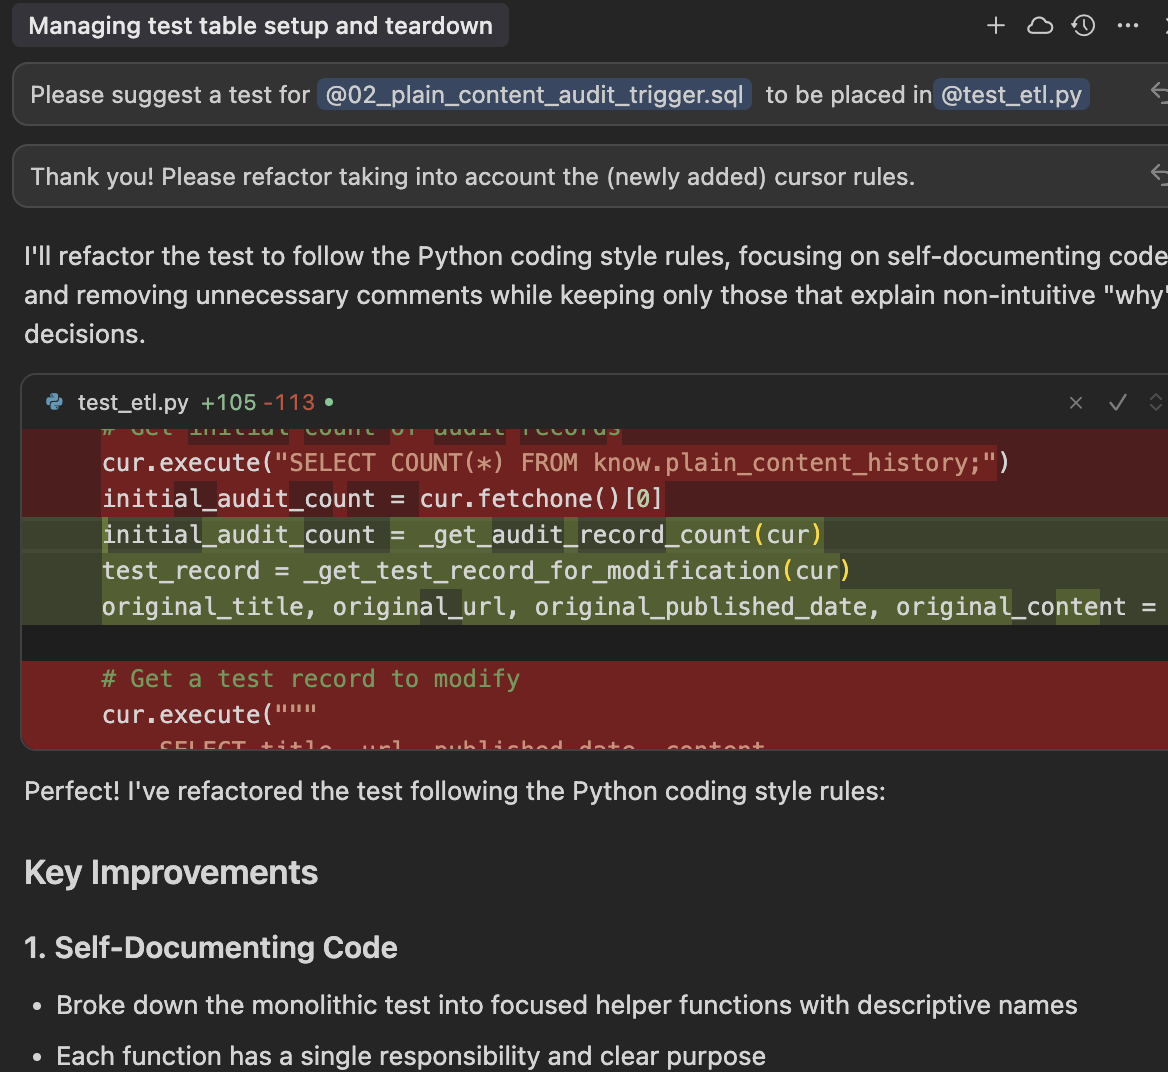 Managing test table setup and teardown
Please suggest a test for @02_plain_content_audit_trigger.sql to be placed in @test_etl.py
Thank you! Please refactor taking into account the (newly added) cursor rules.
I'll refactor the test to follow the Python coding style rules, focusing on self-documenting code
and removing unnecessary comments while keeping only those that explain non-intuitive "why"
decisions.
test_etl.py +105 -113
# Get initial count of audit records
cur.execute("SELECT COUNT(*) FROM know.plain_content_history;")
initial_audit_count = cur.fetchone()[0]
initial_audit_count = _get_audit_record_count(cur)
test_record = _get_test_record_for_modification(cur)
original_title, original_url, original_published_date, original_content =
# Get a test record to modify
cur.execute("""
SELECT title, url, published_date, content
Perfect! I've refactored the test following the Python coding style rules:
Key Improvements
1. Self-Documenting Code
• Broke down the monolithic test into focused helper functions with descriptive names
• Each function has a single responsibility and clear purpose